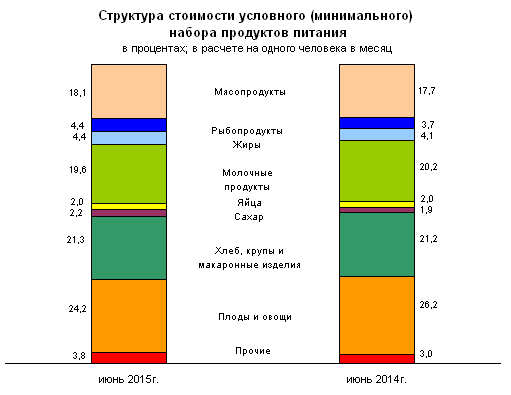 Структура стоимости условного (минимального)
набора продуктов питания
в процентах; в расчете на одного человека в месяц
18,1 Масопродукты 17,7
4,4 Рыбопродукты 3,7
4,4 Жиры 4,1
19,6 Молочные 20,2
продукты
2,0 Яйца 2,0
2,2 Сахар 1,9
21,3 Хлеб, крупы и 21,2
макаронные изделия
24,2 Плоды и овощи 26,2
3,8 Прочие 3,0
июнь 2015г. июнь 2014г.